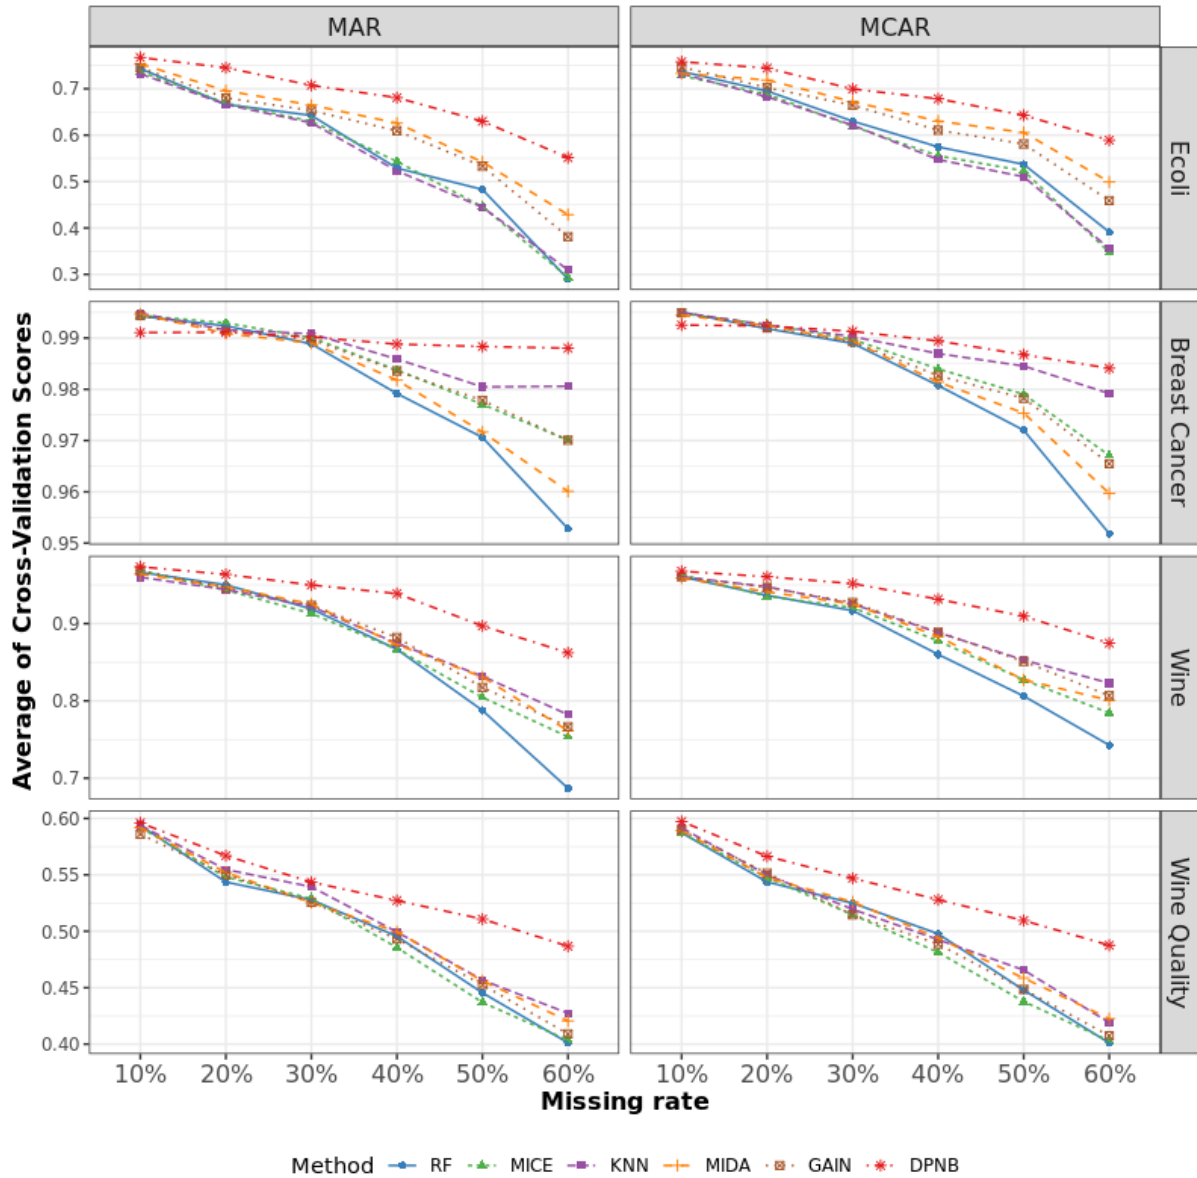 MAR
MCAR
0.7
0.6
0.5
0.4
0.3
Ecoli
0.99
0.98
0.97
0.96
0.95
Breast Cancer
0.9
0.8
0.7
Wine
0.60
0.55
0.50
0.45
0.40
Wine Quality
Average of Cross-Validation Scores
10% 20% 30% 40% 50% 60% 10% 20% 30% 40% 50% 60%
Missing rate
Method RF MICE KNN MIDA GAIN DPNB